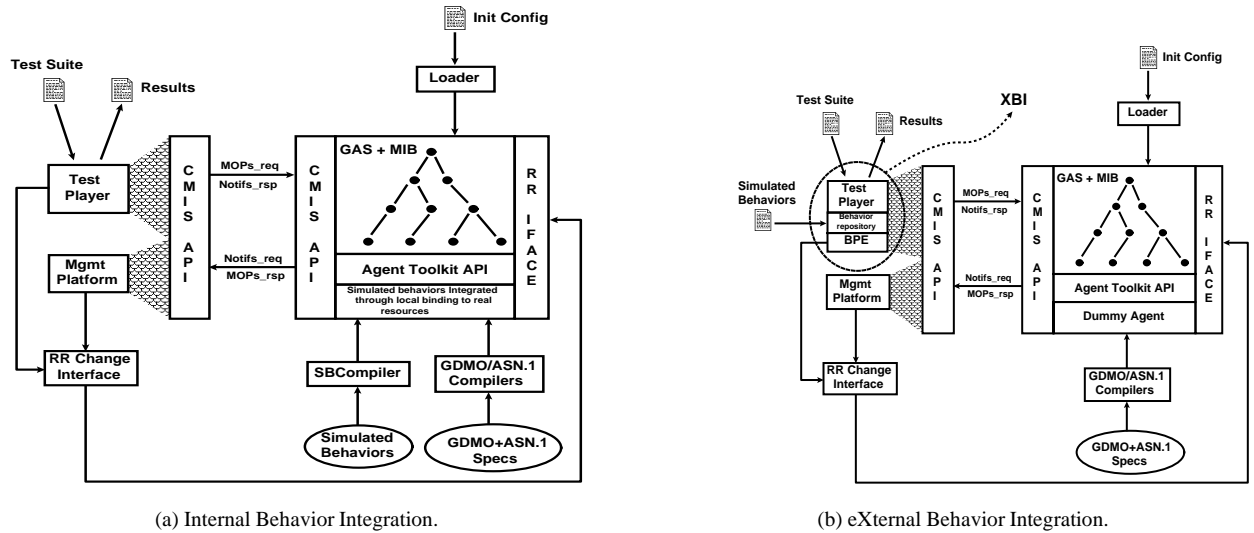 Init Config
Test Suite
Results
Loader
Test
Player
CMIS API
MOPs_req
Notifs_rsp
CMIS API
GAS + MIB
RR IFACE
Mgmt
Platform
Notifs_req
MOPs_rsp
Agent Toolkit API
Simulated behaviors Integrated
through local binding to real
resources
RR Change
Interface
SBCompiler
GDMO/ASN.1
Compilers
Simulated
Behaviors
GDMO+ASN.1
Specs
(a) Internal Behavior Integration.
Init Config
XBI
Test Suite
Results
Loader
Simulated
Behaviors
Test
Player
Behavior
repository
BPE
CMIS API
MOPs_req
Notifs_rsp
CMIS API
GAS + MIB
RR IFACE
Mgmt
Platform
Notifs_req
MOPs_rsp
Agent Toolkit API
Dummy Agent
RR Change
Interface
GDMO/ASN.1
Compilers
GDMO+ASN.1
Specs
(b) eXternal Behavior Integration.